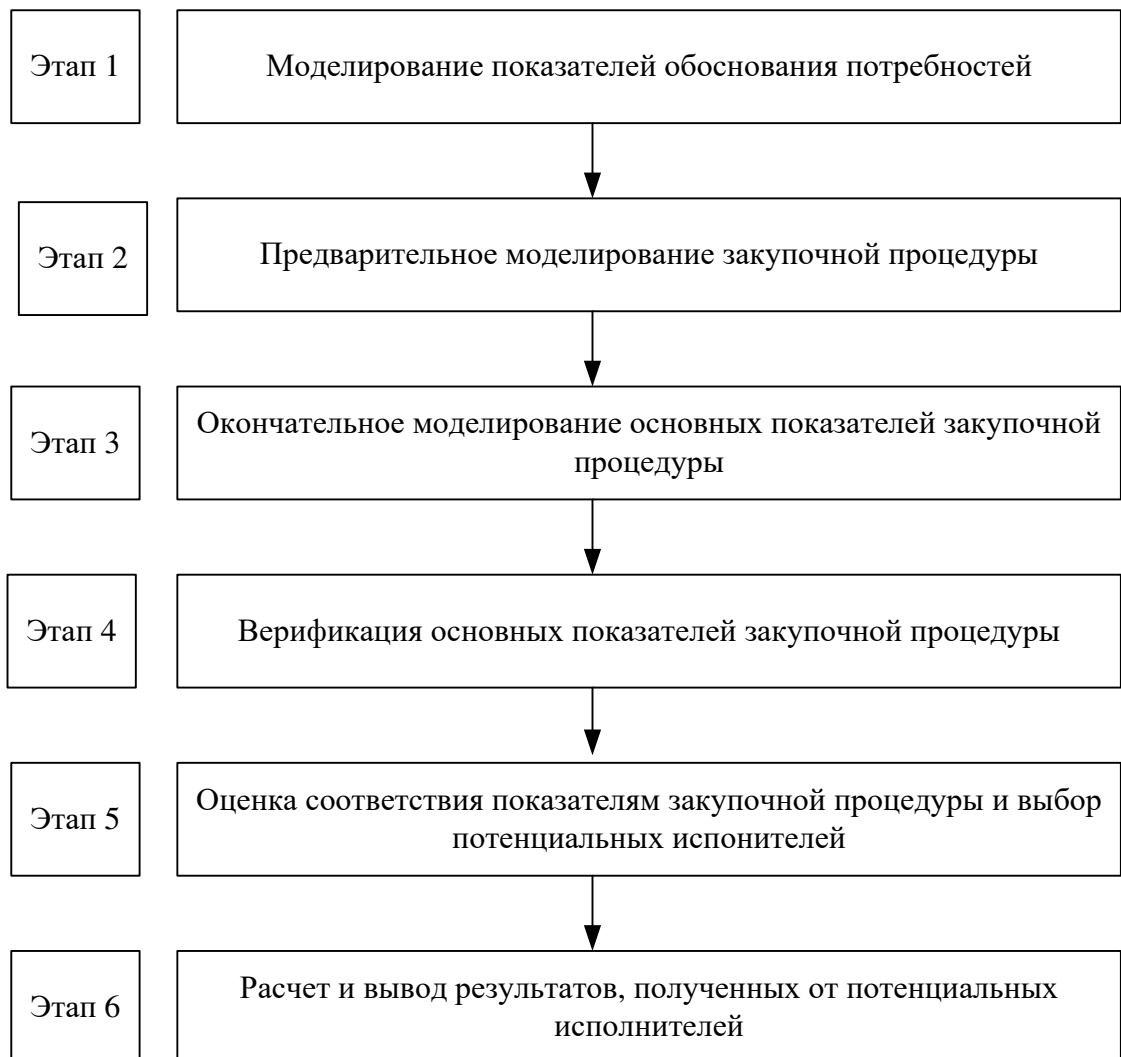 Этап 1
Моделирование показателей обоснования потребностей
Этап 2
Предварительное моделирование закупочной процедуры
Этап 3
Окончательное моделирование основных показателей закупочной
процедуры
Этап 4
Верификация основных показателей закупочной процедуры
Этап 5
Оценка соответствия показателям закупочной процедуры и выбор
потенциальных испонителей
Этап 6
Расчет и вывод результатов, полученных от потенциальных
исполнителей